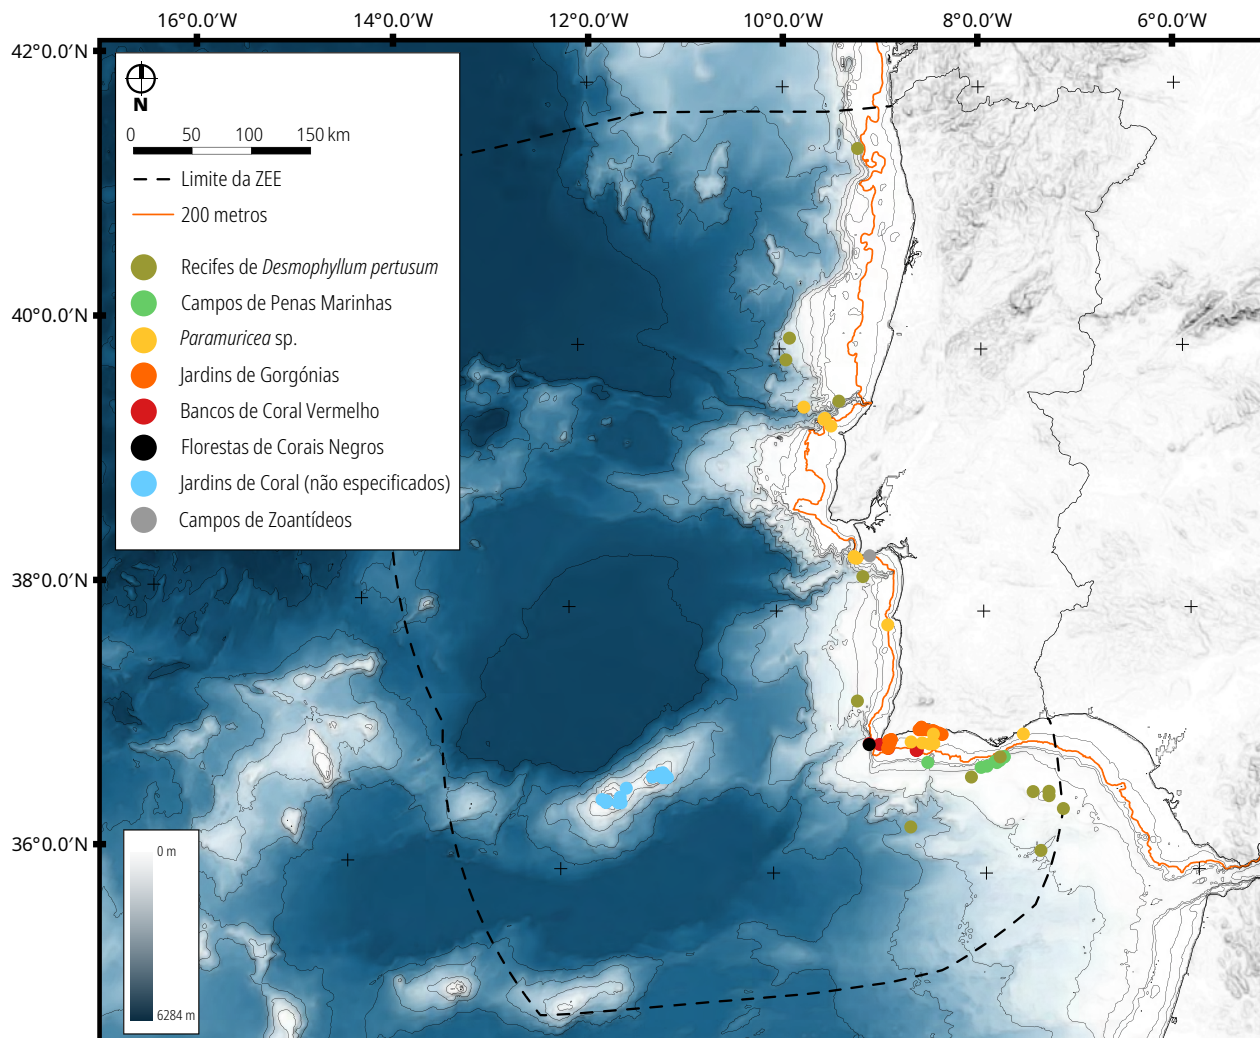 16°0.0'W 14°0.0'W 12°0.0'W 10°0.0'W 8°0.0'W 6°0.0'W
42°0.0'N
40°0.0'N
38°0.0'N
36°0.0'N
N
0 50 100 150 km
Limite da ZEE
200 metros
Recifes de Desmophyllum pertusum
Campos de Penas Marinhas
Paramuricea sp.
Jardins de Gorgónias
Bancos de Coral Vermelho
Florestas de Corais Negros
Jardins de Coral (não especificados)
Campos de Zoantídeos
0 m
6284 m